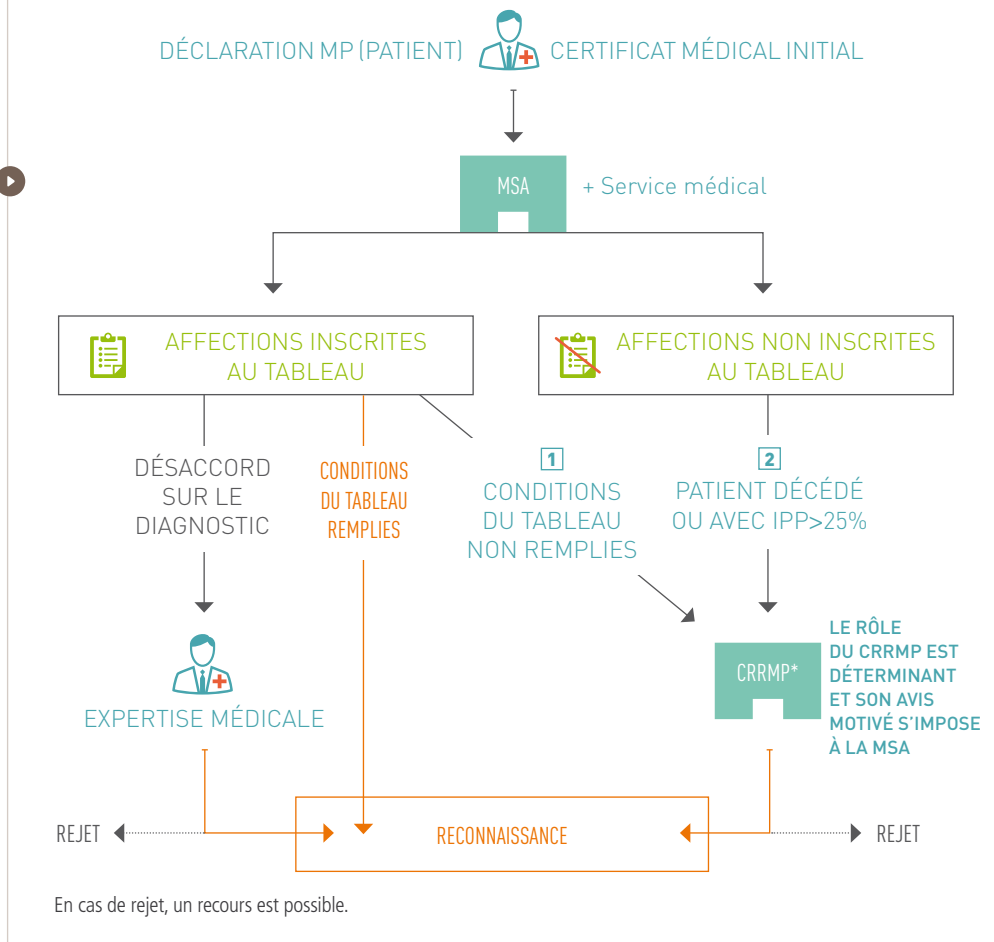 DÉCLARATION MP (PATIENT)
CERTIFICAT MÉDICAL INITIAL
MSA
+ Service médical
AFFECTIONS INSCRITES
AU TABLEAU
AFFECTIONS NON INSCRITES
AU TABLEAU
DÉSACCORD
SUR LE
DIAGNOSTIC
CONDITIONS
DU TABLEAU
REMPLIES
1
CONDITIONS
DU TABLEAU
NON REMPLIES
2
PATIENT DÉCÉDÉ
OU AVEC IPP>25%
EXPERTISE MÉDICALE
CRRMP*
LE RÔLE
DU CRRMP EST
DÉTERMINANT
ET SON AVIS
MOTIVÉ S'IMPOSE
À LA MSA
REJET
RECONNAISSANCE
REJET
En cas de rejet, un recours est possible.